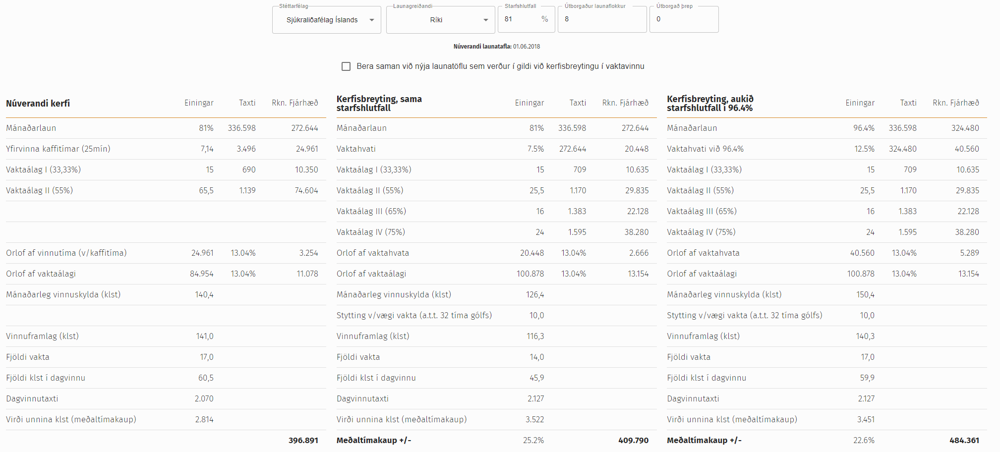 Stéttarfélag Launagreiðandi Starfshlutfall Útborgaður launaflokkur Útborgað þrep
Sjúkraliðafélag Íslands Ríki 81 % 8 0
Núverandi launatafla: 01.06.2018
Bera saman við nýja launatöflu sem verður í gildi við kerfisbreytingu í vaktavinnu
Núverandi kerfi Einingar Taxti Rkn. Fjárhæð
Mánaðarlaun 81% 336.598 272.644
Yfirvinna kaffitímar (25mín) 7,14 3.496 24.961
Vaktaálag I (33,33%) 15 690 10.350
Vaktaálag II (55%) 65,5 1.139 74.604
Orlof af vinnutíma (v/kaffitíma) 24.961 13.04% 3.254
Orlof af vaktaálagi 84.954 13.04% 11.078
Mánaðarleg vinnuskylda (klst) 140,4
Vinnuframlag (klst) 141,0
Fjöldi vakta 17,0
Fjöldi klst í dagvinnu 60,5
Dagvinnutaxti 2.070
Virði unnina klst (meðaltímakaup) 2.814
396.891
Kerfisbreyting, sama
starfshlutfall Einingar Taxti Rkn. Fjárhæð
Mánaðarlaun 81% 336.598 272.644
Vaktahvati 7.5% 272.644 20.448
Vaktaálag I (33,33%) 15 709 10.635
Vaktaálag II (55%) 25,5 1.170 29.835
Vaktaálag III (65%) 16 1.383 22.128
Vaktaálag IV (75%) 24 1.595 38.280
Orlof af vaktahvata 20.448 13.04% 2.666
Orlof af vaktaálagi 100.878 13.04% 13.154
Mánaðarleg vinnuskylda (klst) 126,4
Stytting v/vægi vakta (a.t.t. 32 tíma gólfs) 10,0
Vinnuframlag (klst) 116,3
Fjöldi vakta 14,0
Fjöldi klst í dagvinnu 45,9
Dagvinnutaxti 2.127
Virði unnina klst (meðaltímakaup) 3.522
Meðaltímakaup +/- 25.2% 409.790
Kerfisbreyting, aukið
starfshlutfall í 96.4% Einingar Taxti Rkn. Fjárhæð
Mánaðarlaun 96.4% 336.598 324.480
Vaktahvati við 96.4% 12.5% 324.480 40.560
Vaktaálag I (33,33%) 15 709 10.635
Vaktaálag II (55%) 25,5 1.170 29.835
Vaktaálag III (65%) 16 1.383 22.128
Vaktaálag IV (75%) 24 1.595 38.280
Orlof af vaktahvata 40.560 13.04% 5.289
Orlof af vaktaálagi 100.878 13.04% 13.154
Mánaðarleg vinnuskylda (klst) 150,4
Stytting v/vægi vakta (a.t.t. 32 tíma gólfs) 10,0
Vinnuframlag (klst) 140,3
Fjöldi vakta 17,0
Fjöldi klst í dagvinnu 59,9
Dagvinnutaxti 2.127
Virði unnina klst (meðaltímakaup) 3.451
Meðaltímakaup +/- 22.6% 484.361